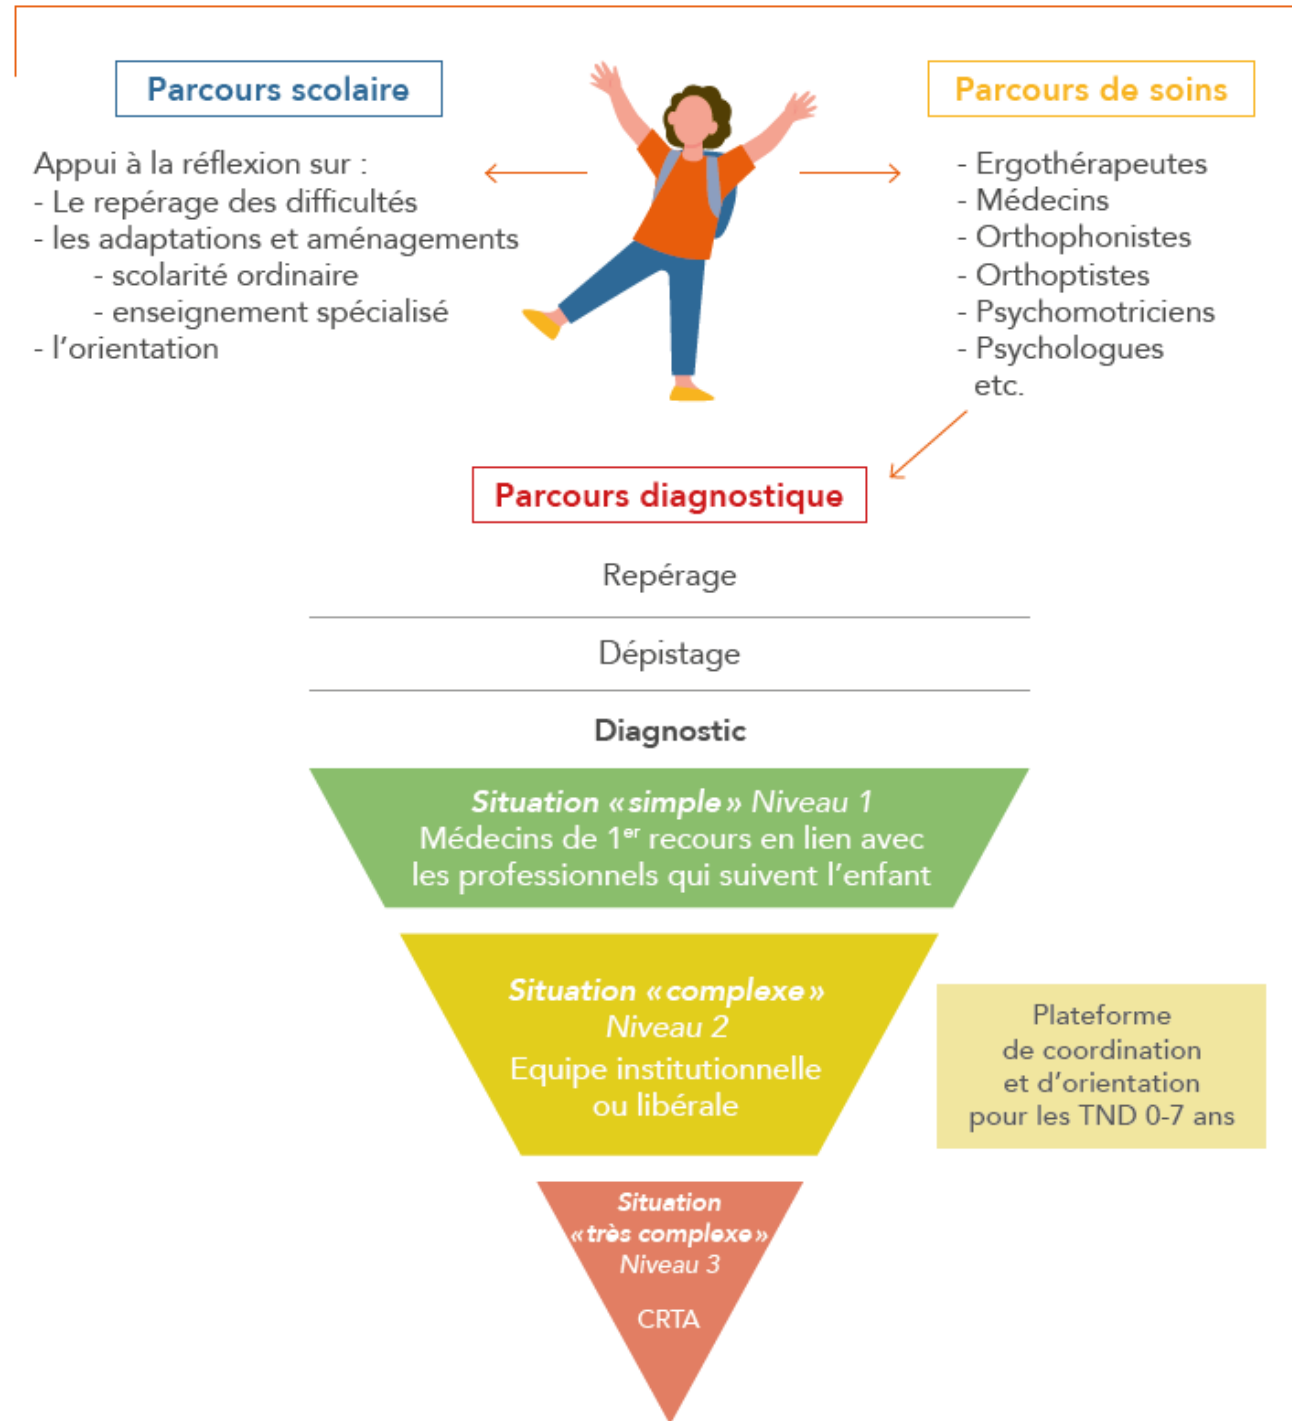 Parcours scolaire
Appui à la réflexion sur :
- Le repérage des difficultés
- les adaptations et aménagements
- scolarité ordinaire
- enseignement spécialisé
- l'orientation
Parcours de soins
- Ergothérapeutes
- Médecins
- Orthophonistes
- Orthoptistes
- Psychomotriciens
- Psychologues
etc.
Parcours diagnostique
Repérage
Dépistage
Diagnostic
Situation « simple » Niveau 1
Médecins de 1er recours en lien avec
les professionnels qui suivent l'enfant
Situation « complexe »
Niveau 2
Equipe institutionnelle
ou libérale
Plateforme
de coordination
et d'orientation
pour les TND 0-7 ans
Situation
« très complexe »
Niveau 3
CRTA